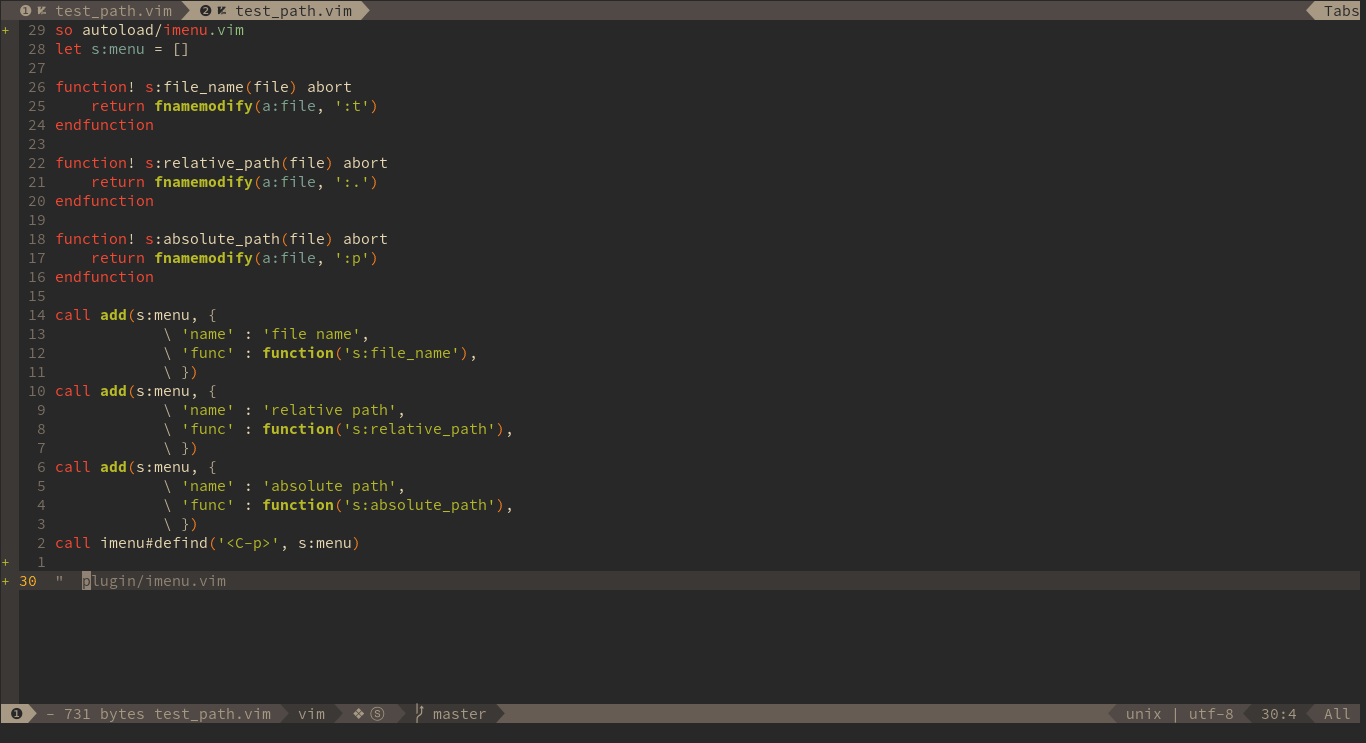 ❶ test_path.vim ❷ test_path.vim Tabs
+ 29 so autoload/imenu.vim
28 let s:menu = []
27
26 function! s:file_name(file) abort
25     return fnamemodify(a:file, ':t')
24 endfunction
23
22 function! s:relative_path(file) abort
21     return fnamemodify(a:file, ':.')
20 endfunction
19
18 function! s:absolute_path(file) abort
17     return fnamemodify(a:file, ':p')
16 endfunction
15
14 call add(s:menu, {
13             \ 'name' : 'file name',
12             \ 'func' : function('s:file_name'),
11             \ })
10 call add(s:menu, {
9             \ 'name' : 'relative path',
8             \ 'func' : function('s:relative_path'),
7             \ })
6 call add(s:menu, {
5             \ 'name' : 'absolute path',
4             \ 'func' : function('s:absolute_path'),
3             \ })
2 call imenu#defind('<C-p>', s:menu)
+ 1
+ 30 "  plugin/imenu.vim
❶ - 731 bytes test_path.vim vim ❖ Ⓢ master unix | utf-8 30:4 All